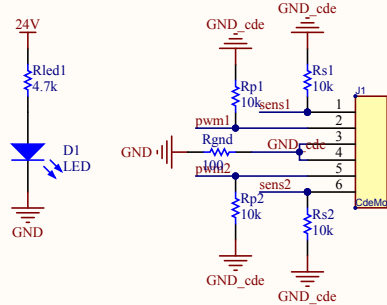 24V
Rled1
4.7k
D1
LED
GND
GND_cde
GND_cde
Rp1
10k
Rs1
10k
J1
sens1
1
pwm1
2
Rgnd
GND_cde
3
GND
100
4
pwm2
5
sens2
6
Rp2
10k
Rs2
10k
CdeMo
GND_cde
GND_cde